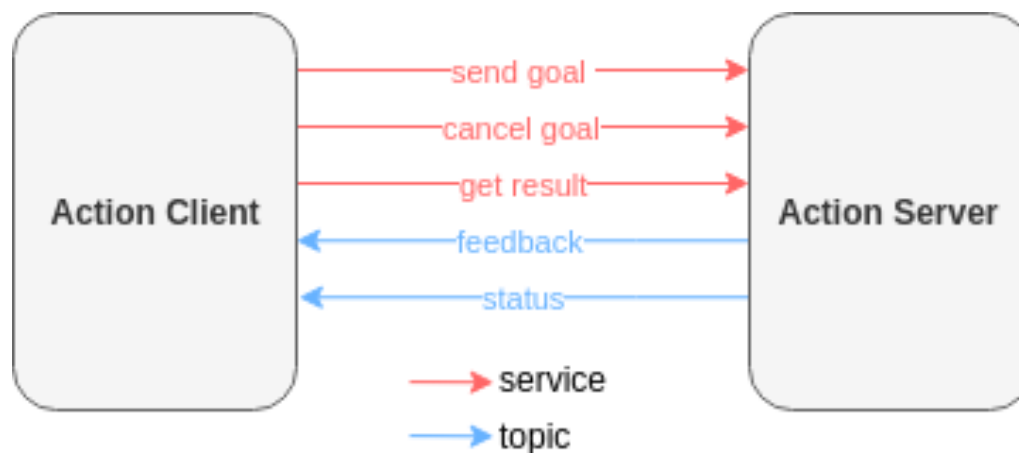 send goal
cancel goal
get result
Action Client
Action Server
feedback
status
service
topic